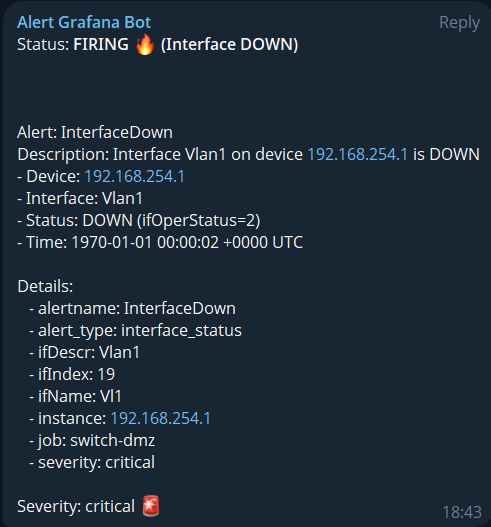 Alert Grafana Bot Reply
Status: FIRING 🔥 (Interface DOWN)
Alert: InterfaceDown
Description: Interface Vlan1 on device 192.168.254.1 is DOWN
- Device: 192.168.254.1
- Interface: Vlan1
- Status: DOWN (ifOperStatus=2)
- Time: 1970-01-01 00:00:02 +0000 UTC
Details:
- alertname: InterfaceDown
- alert_type: interface_status
- ifDescr: Vlan1
- ifIndex: 19
- ifName: Vl1
- instance: 192.168.254.1
- job: switch-dmz
- severity: critical
Severity: critical 🚨
18:43